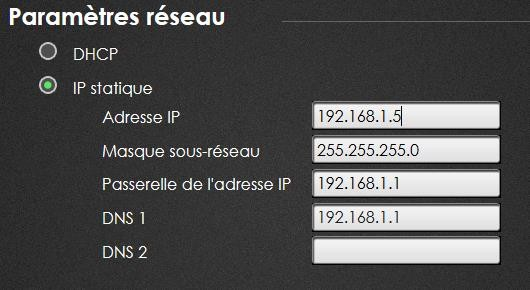 Paramètres réseau
DHCP
IP statique
Adresse IP 192.168.1.5
Masque sous-réseau 255.255.255.0
Passerelle de l'adresse IP 192.168.1.1
DNS 1 192.168.1.1
DNS 2